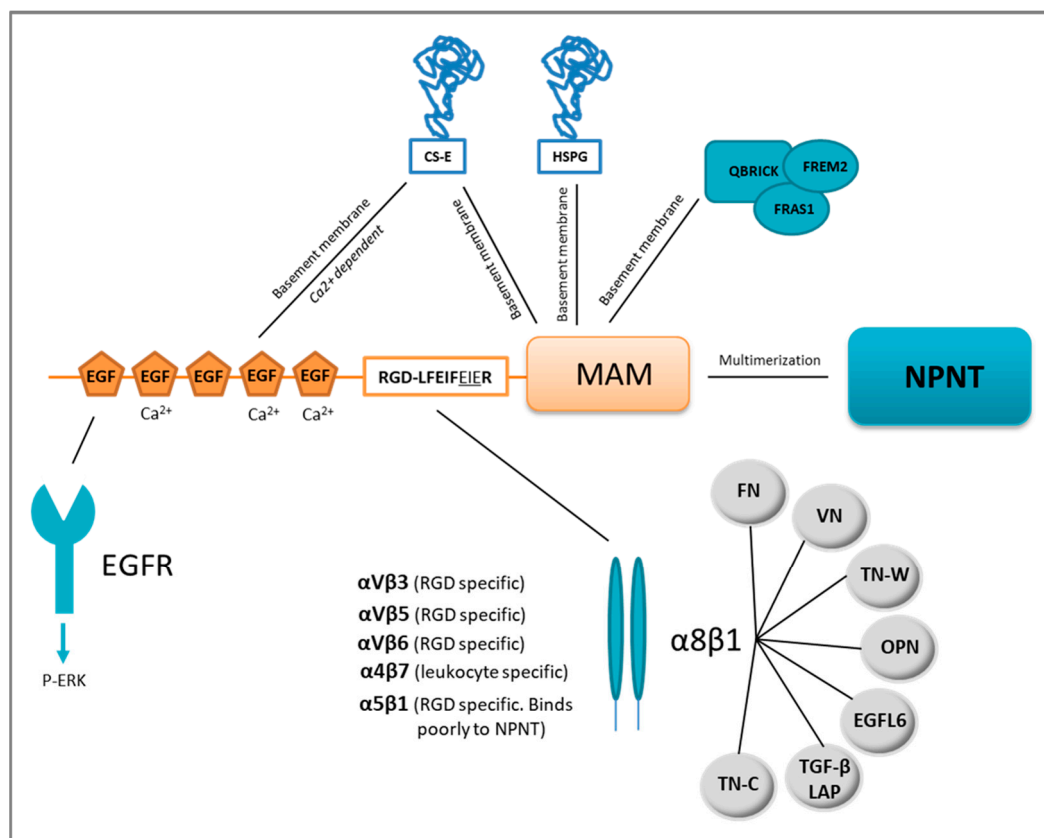 CS-E
HSPG
QBRICK
FREM2
FRAS1
Basement membrane
Ca2+ dependent
Basement membrane
Basement membrane
Basement membrane
EGF
EGF
EGF
EGF
EGF
Ca²⁺
Ca²⁺
Ca²⁺
RGD-LFEIFEIER
MAM
Multimerization
NPNT
EGFR
P-ERK
αVβ3 (RGD specific)
αVβ5 (RGD specific)
αVβ6 (RGD specific)
α4β7 (leukocyte specific)
α5β1 (RGD specific. Binds
poorly to NPNT)
α8β1
FN
VN
TN-W
OPN
EGFL6
TGF-β
LAP
TN-C